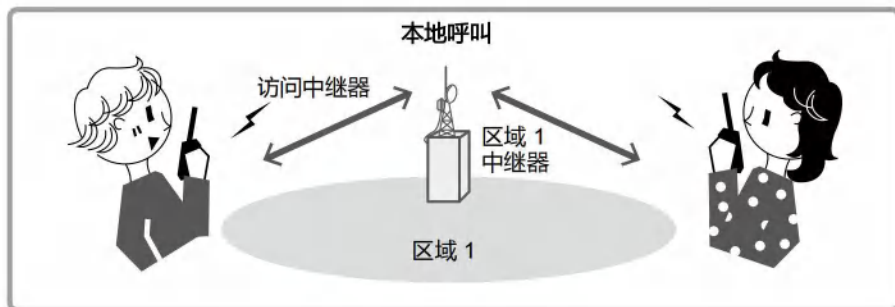 本地呼叫
访问中继器
区域 1
中继器
区域 1